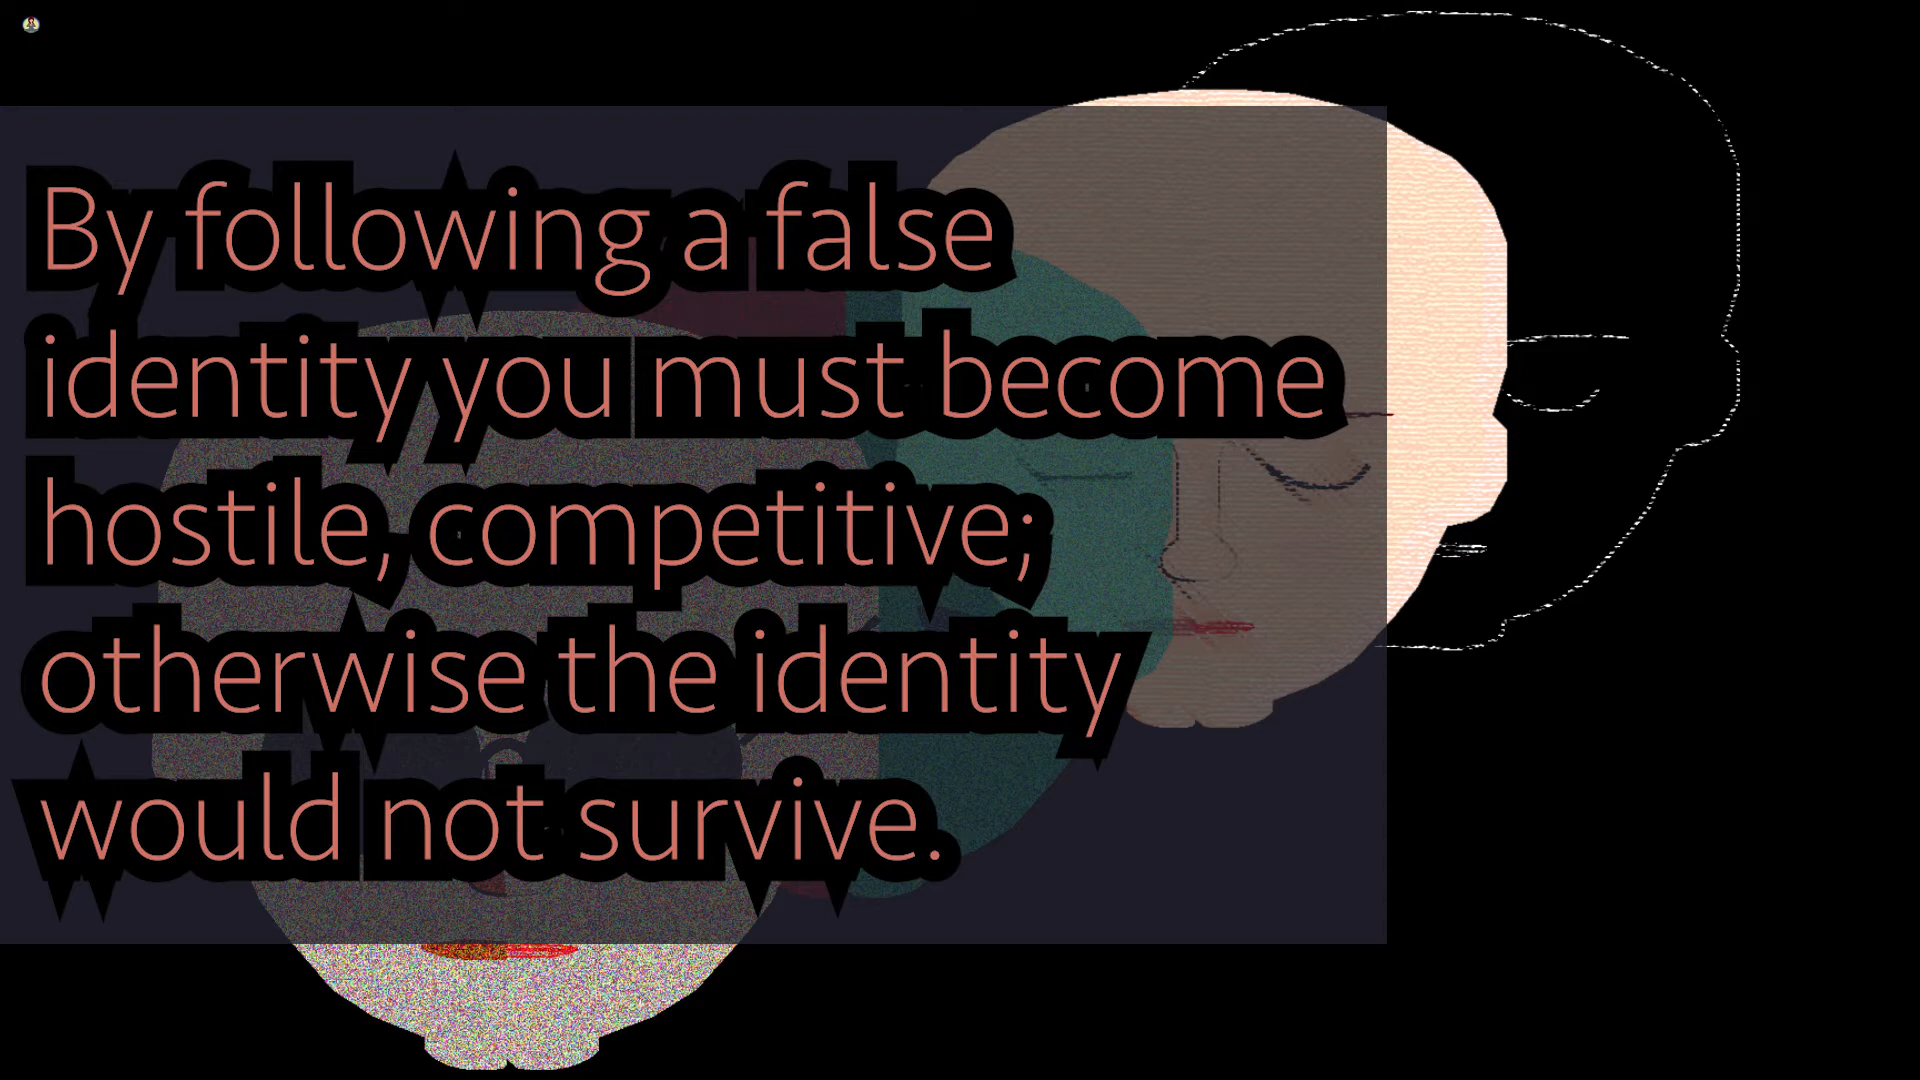 By following a false
identity you must become
hostile, competitive;
otherwise the identity
would not survive.